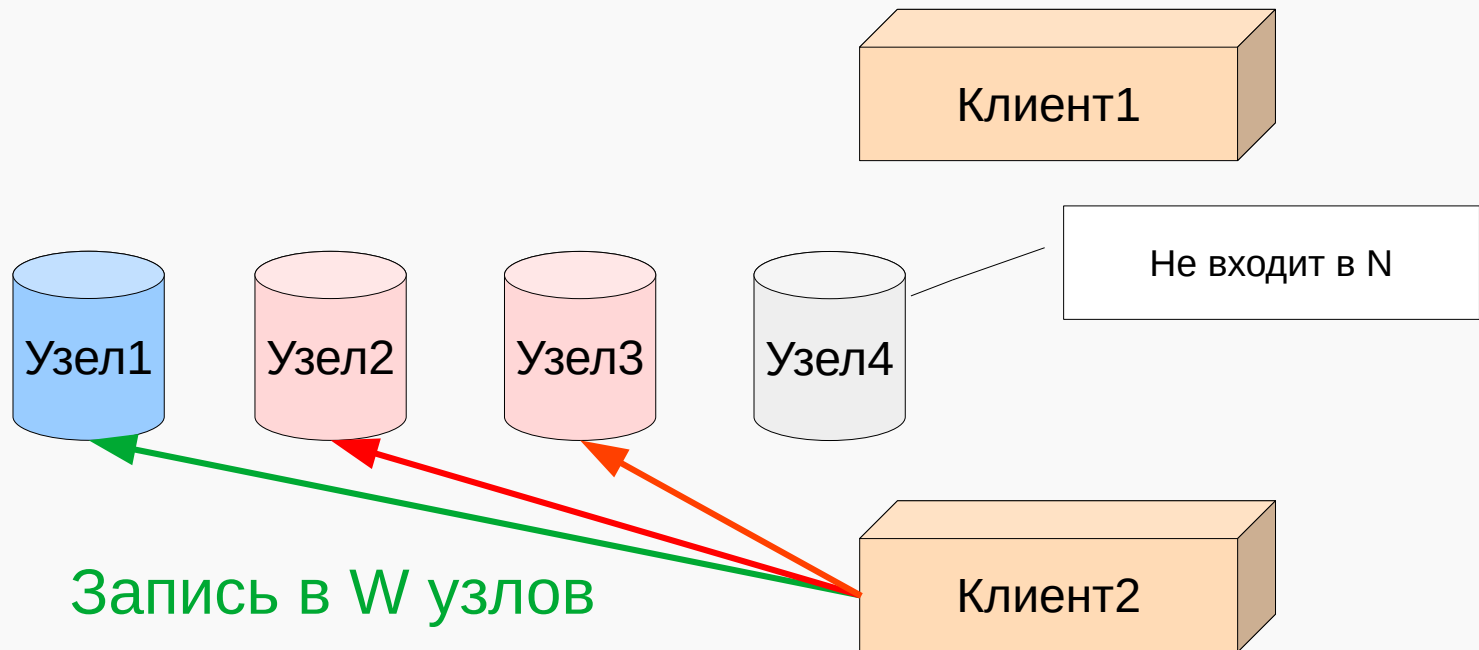 Клиент1
Не входит в N
Узел1
Узел2
Узел3
Узел4
Запись в W узлов
Клиент2